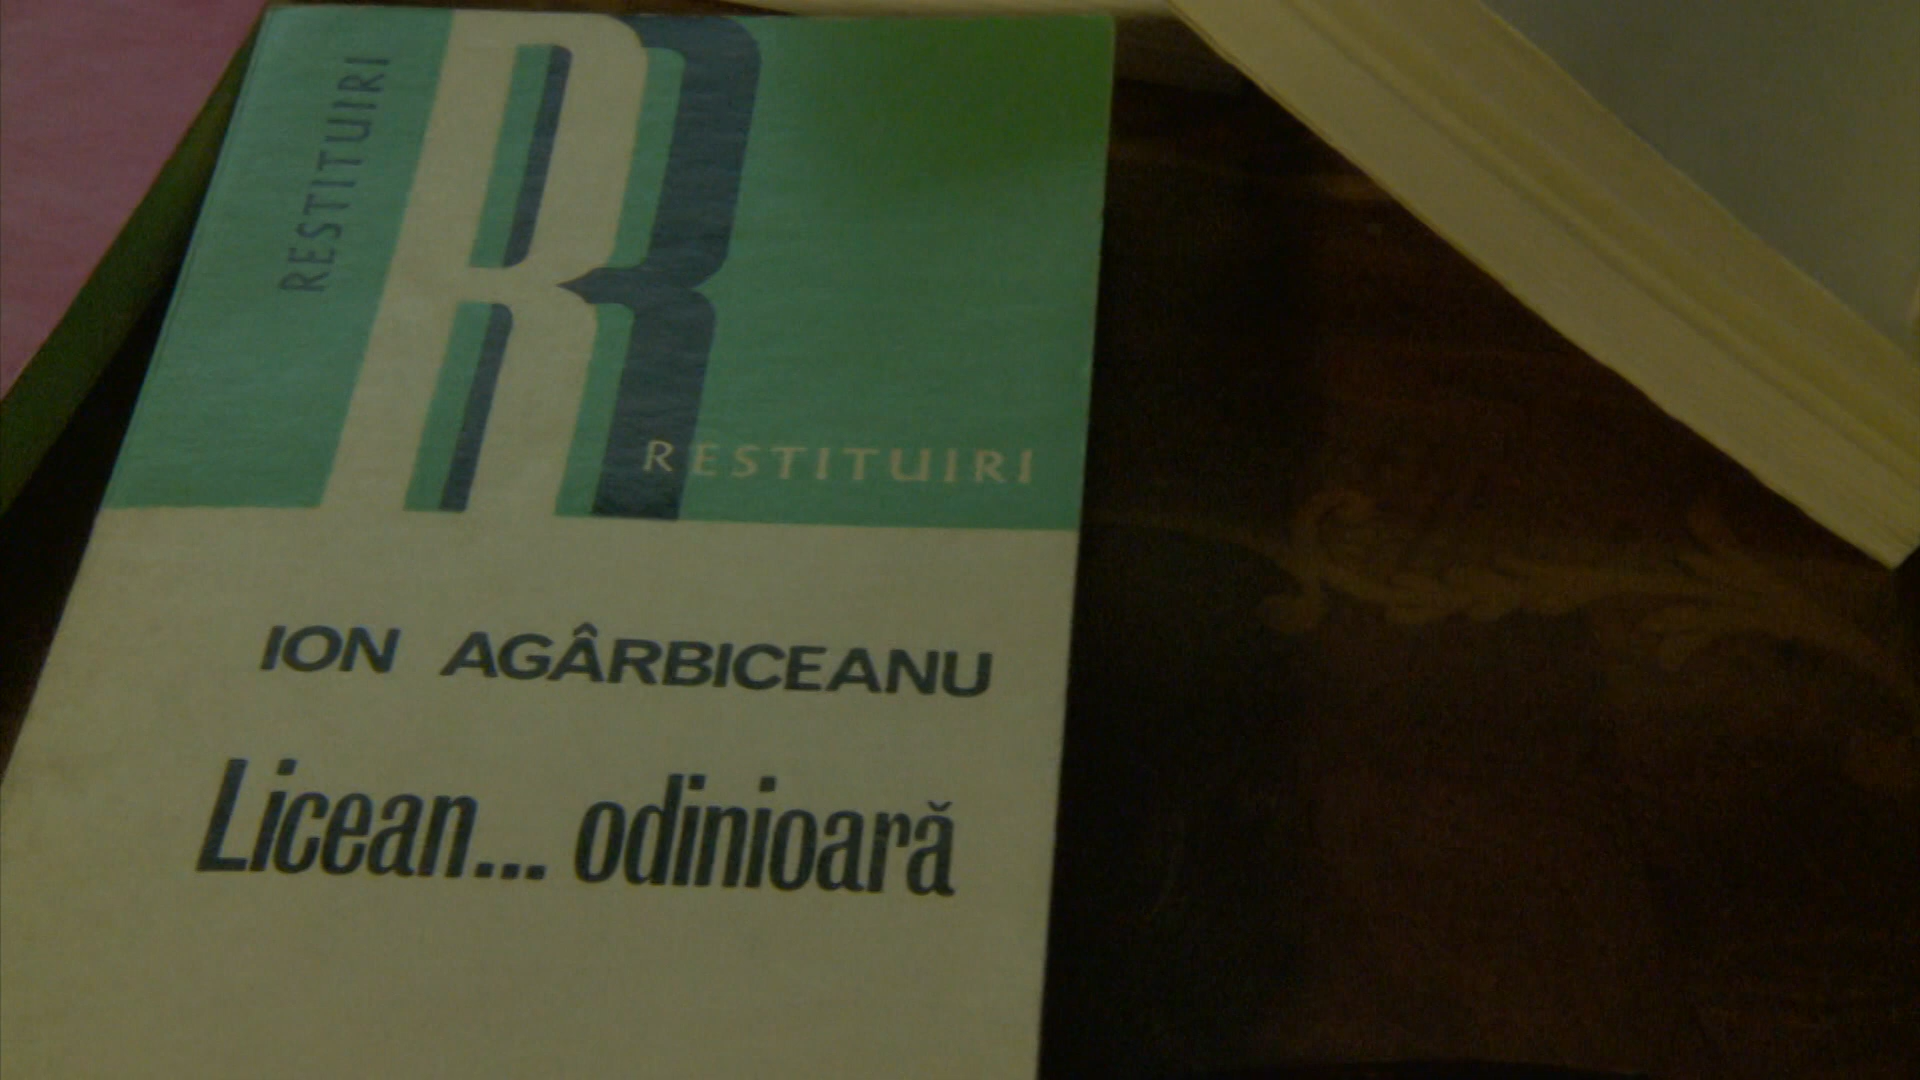 RESTITUIRI
R
RESTITUIRI
ION AGÂRBICEANU
Licean... odinioară